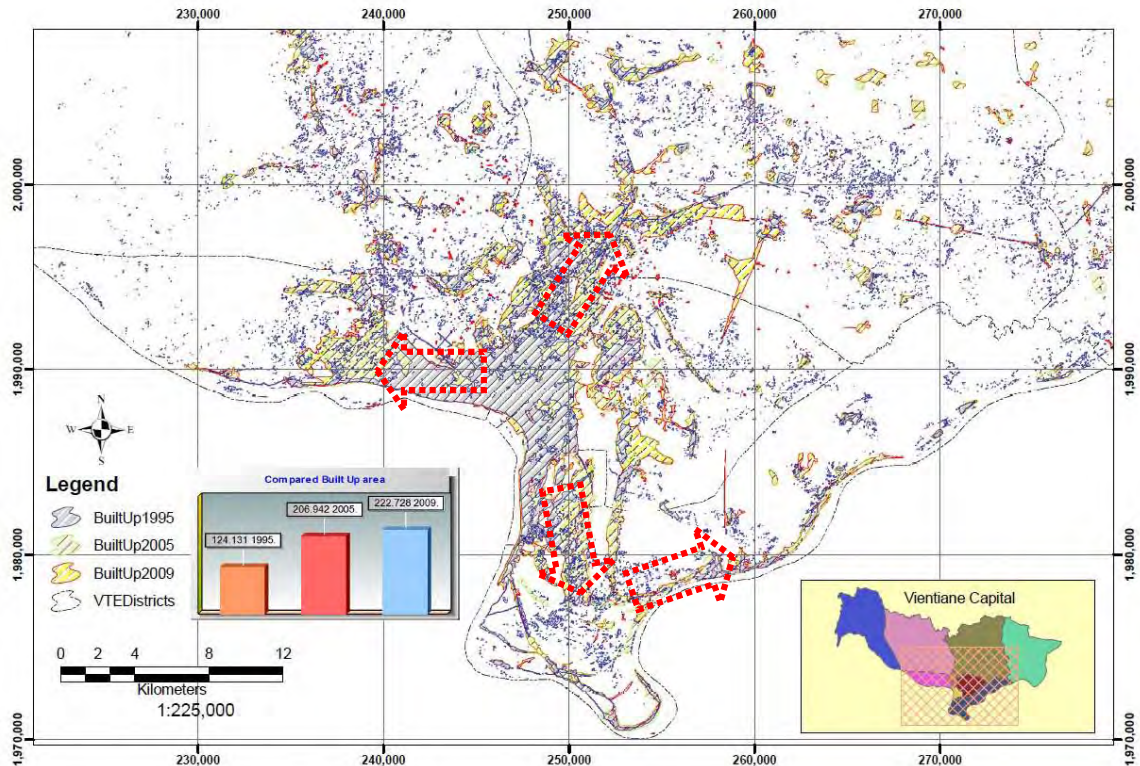 230,000 240,000 250,000 260,000 270,000
2,000,000 2,000,000
1,990,000 1,990,000
N
W E
S
Legend
BuiltUp1995
BuiltUp2005
BuiltUp2009
VTEDistricts
Compared Built Up area
124.131 1995.
206.942 2005.
222.728 2009.
1,980,000 1,980,000
0 2 4 8 12
Kilometers
1:225,000
Vientiane Capital
1,970,000 1,970,000
230,000 240,000 250,000 260,000 270,000